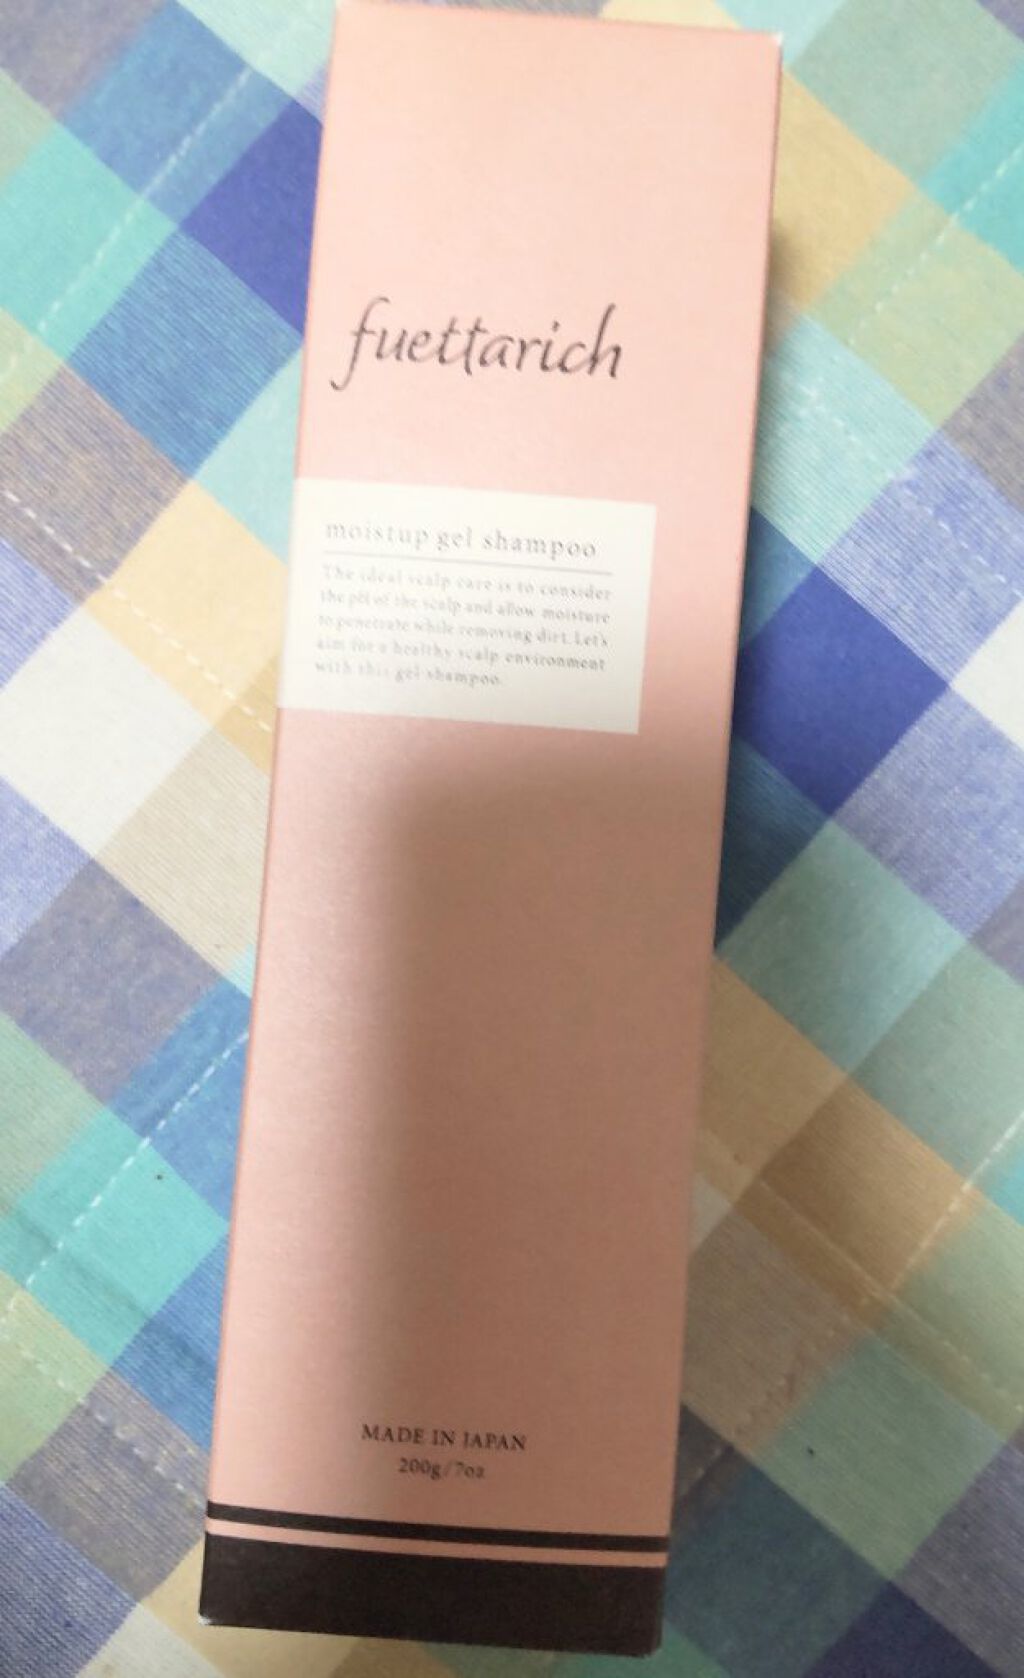 fuettarich
moistup gel shampoo
The ideal scalp care is to consider
the pH of the scalp and allow moisture
to penetrate while removing dirt. Let's
aim for a healthy scalp environment
with this gel shampoo.
MADE IN JAPAN
200g/7oz